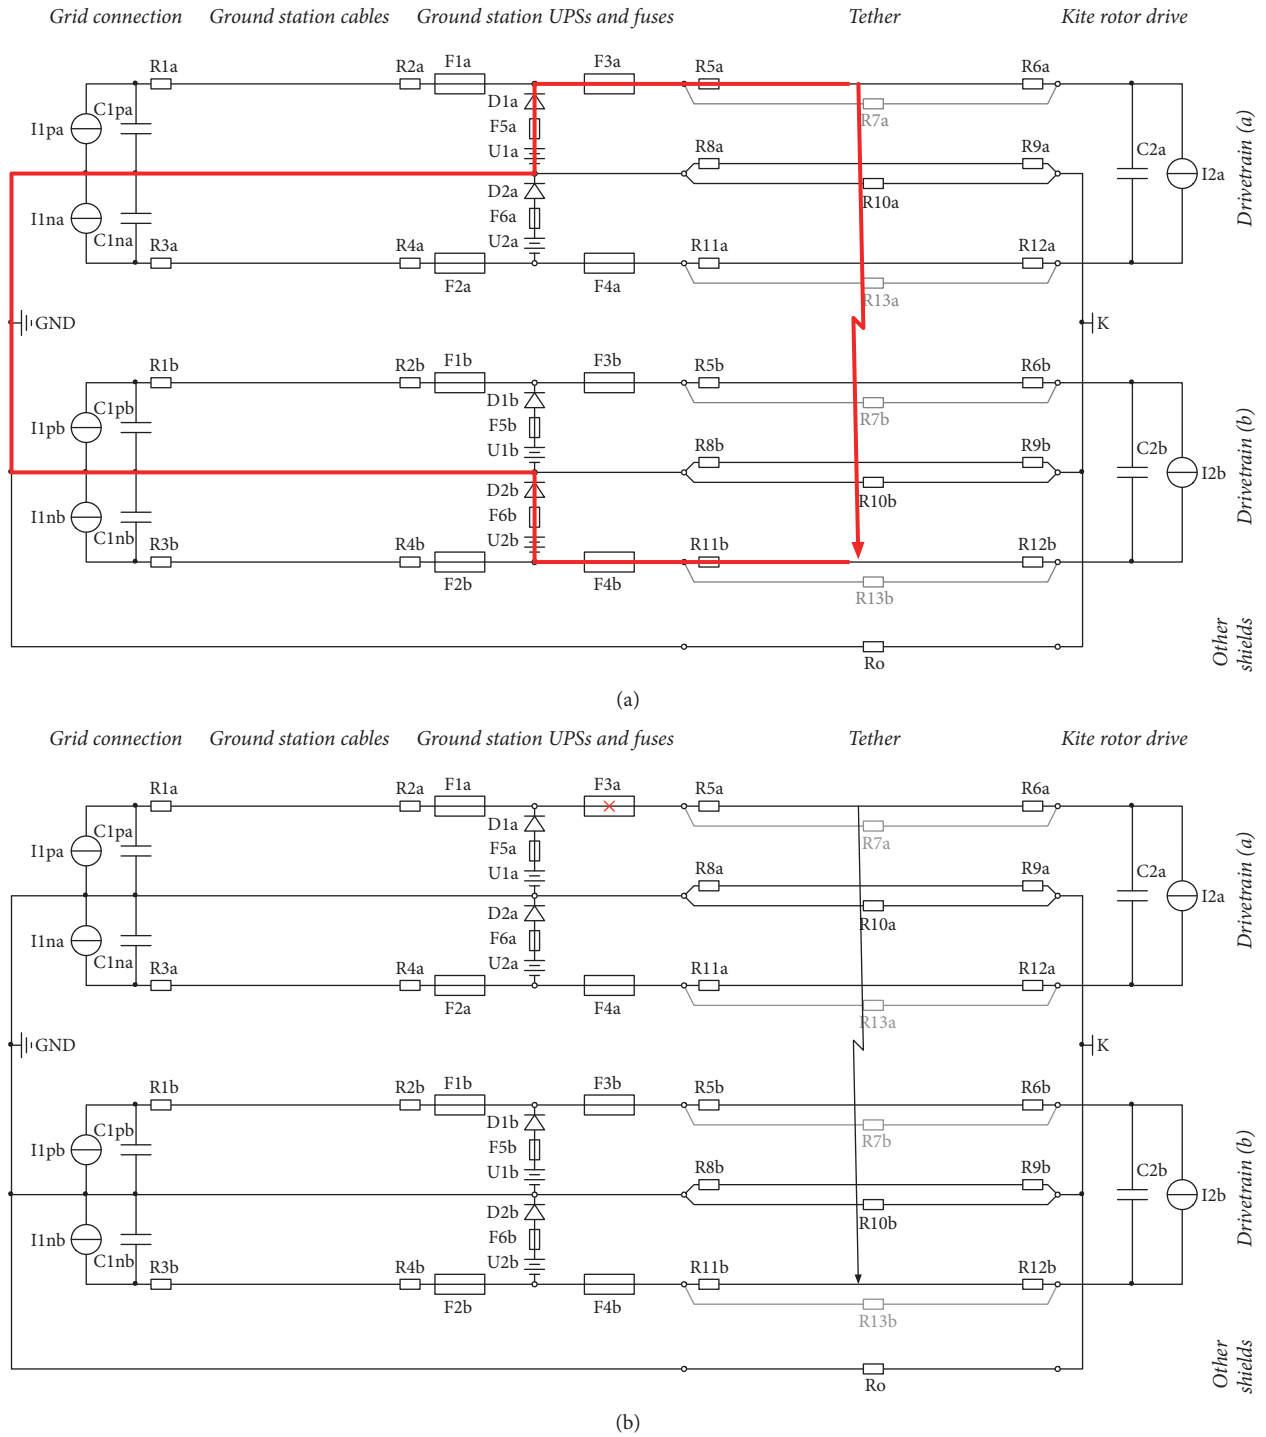 Grid connection Ground station cables Ground station UPSs and fuses Tether Kite rotor drive
R1a R2a F1a F3a R5a R6a
I1pa C1pa D1a R7a
F5a
U1a R8a R9a C2a I2a Drivetrain (a)
D2a R10a
I1na C1na F6a
R3a R4a U2a R11a R12a
F2a F4a R13a
GND K
R1b R2b F1b F3b R5b R6b
I1pb C1pb D1b R7b
F5b
U1b R8b R9b C2b I2b Drivetrain (b)
D2b R10b
I1nb C1nb F6b
R3b R4b U2b R11b R12b
F2b F4b R13b
Other
shields
Ro
(a)
Grid connection Ground station cables Ground station UPSs and fuses Tether Kite rotor drive
R1a R2a F1a F3a R5a R6a
I1pa C1pa D1a R7a
F5a
U1a R8a R9a C2a I2a Drivetrain (a)
D2a R10a
I1na C1na F6a
R3a R4a U2a R11a R12a
F2a F4a R13a
GND K
R1b R2b F1b F3b R5b R6b
I1pb C1pb D1b R7b
F5b
U1b R8b R9b C2b I2b Drivetrain (b)
D2b R10b
I1nb C1nb F6b
R3b R4b U2b R11b R12b
F2b F4b R13b
Other
shields
Ro
(b)